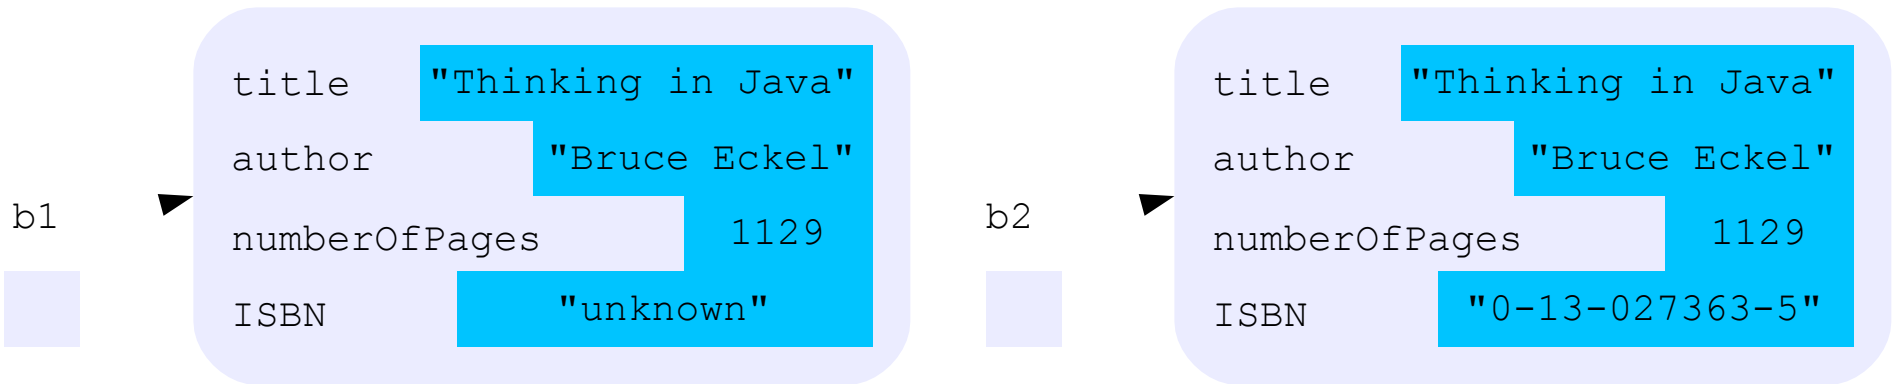 title "Thinking in Java"
author "Bruce Eckel"
b1
numberOfPages 1129
ISBN "unknown"
title "Thinking in Java"
author "Bruce Eckel"
b2
numberOfPages 1129
ISBN "0-13-027363-5"